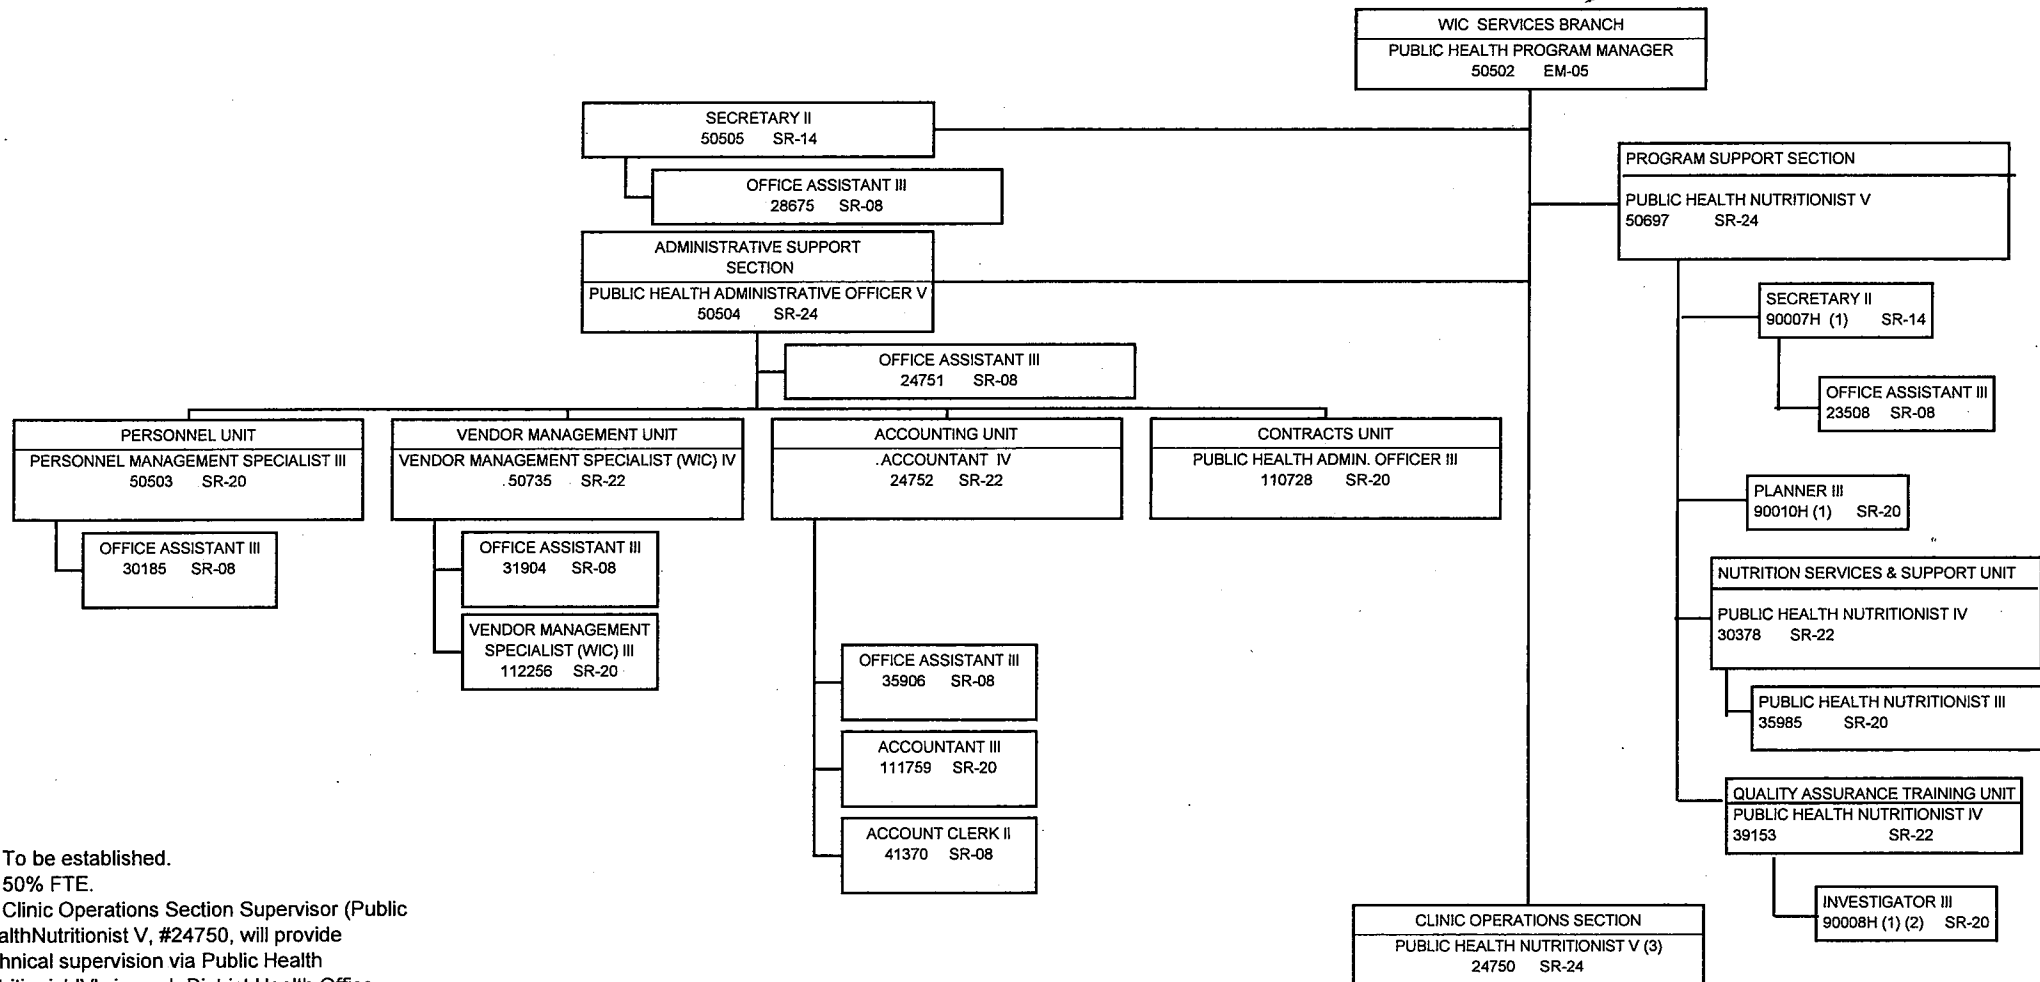 WIC SERVICES BRANCH
PUBLIC HEALTH PROGRAM MANAGER
50502 EM-05
SECRETARY II
50505 SR-14
OFFICE ASSISTANT III
28675 SR-08
ADMINISTRATIVE SUPPORT
SECTION
PUBLIC HEALTH ADMINISTRATIVE OFFICER V
50504 SR-24
OFFICE ASSISTANT III
24751 SR-08
PERSONNEL UNIT
PERSONNEL MANAGEMENT SPECIALIST III
50503 SR-20
OFFICE ASSISTANT III
30185 SR-08
VENDOR MANAGEMENT UNIT
VENDOR MANAGEMENT SPECIALIST (WIC) IV
50735 SR-22
OFFICE ASSISTANT III
31904 SR-08
VENDOR MANAGEMENT
SPECIALIST (WIC) III
112256 SR-20
ACCOUNTING UNIT
ACCOUNTANT IV
24752 SR-22
OFFICE ASSISTANT III
35906 SR-08
ACCOUNTANT III
111759 SR-20
ACCOUNT CLERK II
41370 SR-08
CONTRACTS UNIT
PUBLIC HEALTH ADMIN. OFFICER III
110728 SR-20
PROGRAM SUPPORT SECTION
PUBLIC HEALTH NUTRITIONIST V
50697 SR-24
SECRETARY II
90007H (1) SR-14
OFFICE ASSISTANT III
23508 SR-08
PLANNER III
90010H (1) SR-20
NUTRITION SERVICES & SUPPORT UNIT
PUBLIC HEALTH NUTRITIONIST IV
30378 SR-22
PUBLIC HEALTH NUTRITIONIST III
35985 SR-20
QUALITY ASSURANCE TRAINING UNIT
PUBLIC HEALTH NUTRITIONIST IV
39153 SR-22
INVESTIGATOR III
90008H (1) (2) SR-20
CLINIC OPERATIONS SECTION
PUBLIC HEALTH NUTRITIONIST V (3)
24750 SR-24
To be established.
50% FTE.
Clinic Operations Section Supervisor (Public
althNutritionist V, #24750, will provide
hnical supervision via Public Health
District Health Office